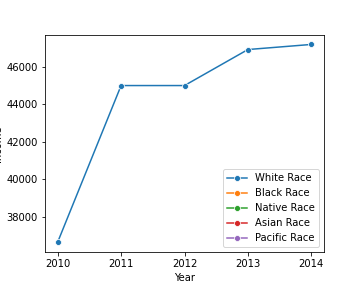 46000
44000
42000
40000
38000
2010 2011 2012 2013 2014
Year
White Race
Black Race
Native Race
Asian Race
Pacific Race